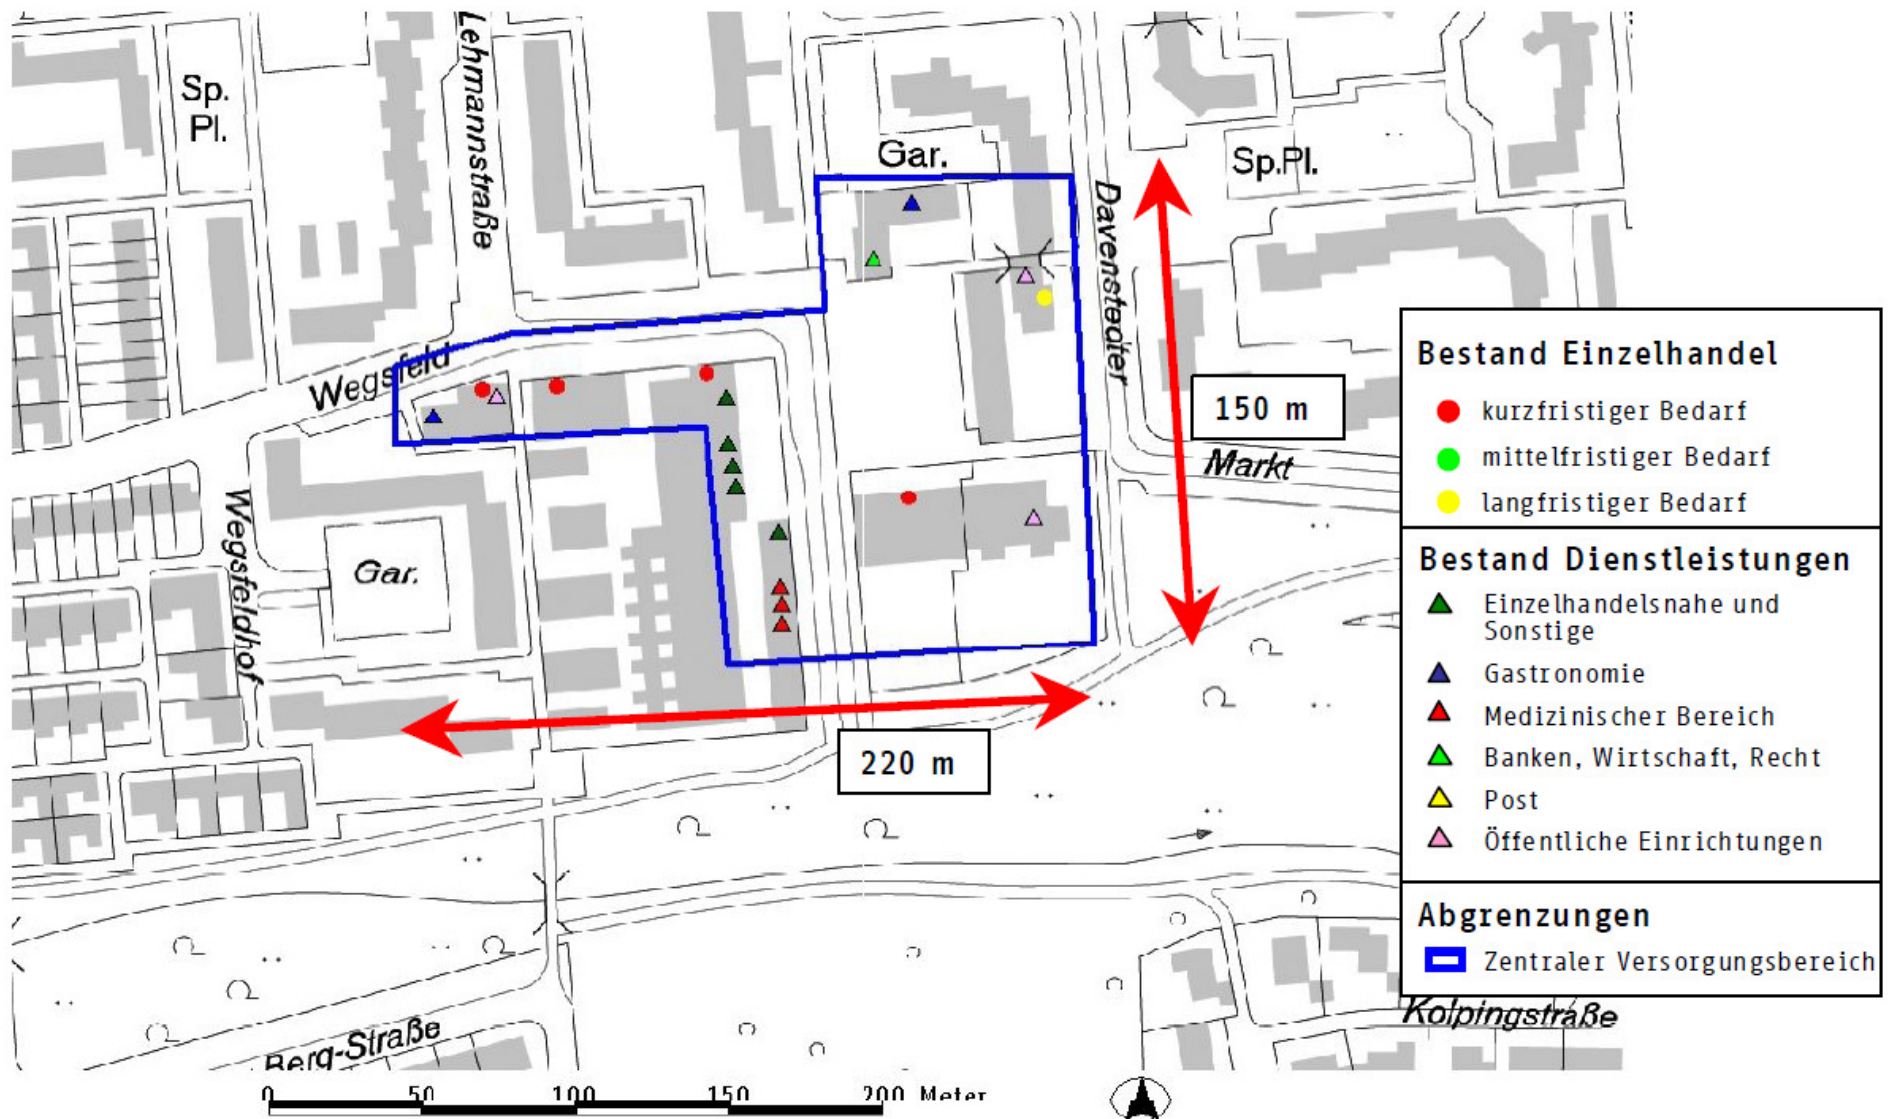 Lehmannstraße
Sp.
Pl.
Gar.
Sp.Pl.
Davenstedter
Wegsfeld
150 m
Markt
Wegsfeldhof
Gar.
220 m
Berg-Straße
Kolpingstraße
0 50 100 150 200 Meter
Bestand Einzelhandel
kurzfristiger Bedarf
mittelfristiger Bedarf
langfristiger Bedarf
Bestand Dienstleistungen
Einzelhandelsnahe und
Sonstige
Gastronomie
Medizinischer Bereich
Banken, Wirtschaft, Recht
Post
Öffentliche Einrichtungen
Abgrenzungen
Zentraler Versorgungsbereich